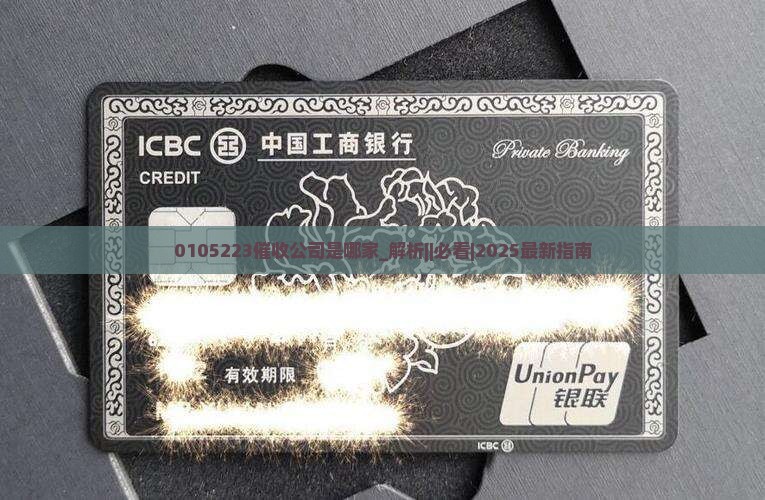 ICBC 中国工商银行
Private Banking
CREDIT
0105223催收公司是哪家_解析||必看|2025最新指南
有效期限
UnionPay
银联
ICBC